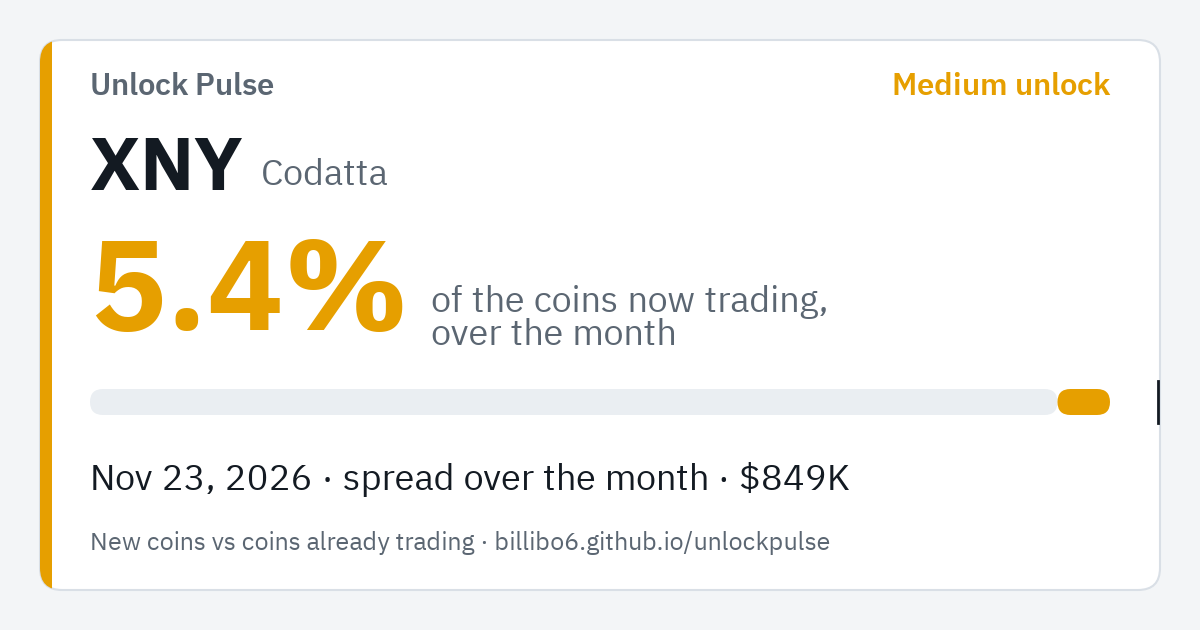 Unlock Pulse
Medium unlock
XNY Codatta
5.4% of the coins now trading,
over the month
Nov 23, 2026 · spread over the month · $849K
New coins vs coins already trading · billibo6.github.io/unlockpulse